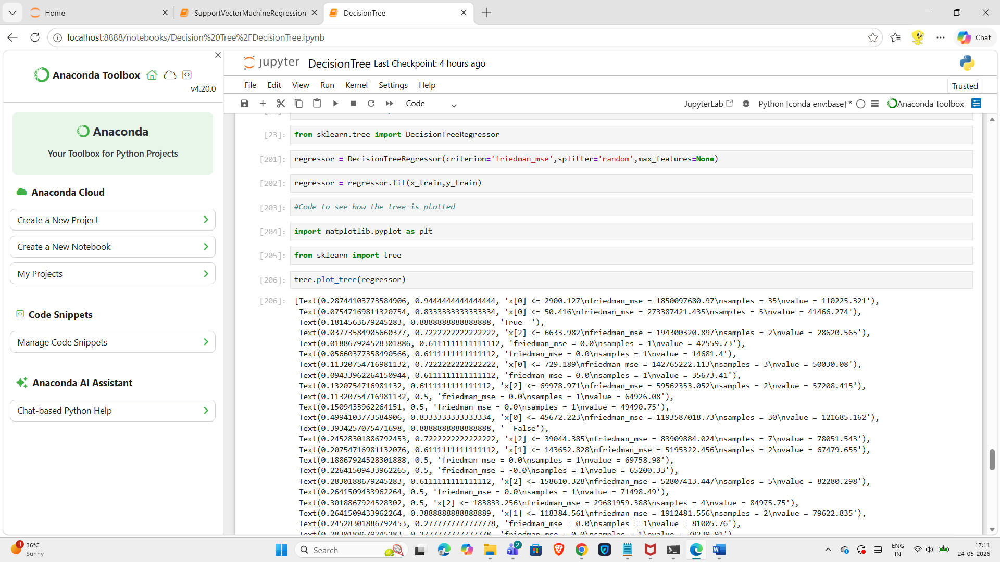 Home
SupportVectorMachineRegression
DecisionTree
localhost:8888/notebooks/Decision%20Tree%2FDecisionTree.ipynb
Chat
Anaconda Toolbox
v4.20.0
Anaconda
Your Toolbox for Python Projects
Anaconda Cloud
Create a New Project
Create a New Notebook
My Projects
Code Snippets
Manage Code Snippets
Anaconda AI Assistant
Chat-based Python Help
jupyter DecisionTree Last Checkpoint: 4 hours ago
File Edit View Run Kernel Settings Help
Trusted
Code
JupyterLab
Python [conda env:base] *
Anaconda Toolbox
[23]: from sklearn.tree import DecisionTreeRegressor
[201]: regressor = DecisionTreeRegressor(criterion='friedman_mse',splitter='random',max_features=None)
[202]: regressor = regressor.fit(x_train,y_train)
[203]: #Code to see how the tree is plotted
[204]: import matplotlib.pyplot as plt
[205]: from sklearn import tree
[206]: tree.plot_tree(regressor)
[206]: [Text(0.28744103773584906, 0.9444444444444444, 'x[0] <= 2900.127\nfriedman_mse = 1850097680.97\nsamples = 35\nvalue = 110225.321'),
Text(0.07547169811320754, 0.8333333333333334, 'x[0] <= 50.416\nfriedman_mse = 273387421.435\nsamples = 5\nvalue = 41466.274'),
Text(0.1814563679245283, 0.8888888888888888, 'True  '),
Text(0.03773584905660377, 0.7222222222222222, 'x[2] <= 6633.982\nfriedman_mse = 194300320.897\nsamples = 2\nvalue = 28620.565'),
Text(0.018867924528301886, 0.6111111111111112, 'friedman_mse = 0.0\nsamples = 1\nvalue = 42559.73'),
Text(0.05660377358490566, 0.6111111111111112, 'friedman_mse = 0.0\nsamples = 1\nvalue = 14681.4'),
Text(0.11320754716981132, 0.7222222222222222, 'x[0] <= 729.189\nfriedman_mse = 142765222.113\nsamples = 3\nvalue = 50030.08'),
Text(0.09433962264150944, 0.6111111111111112, 'friedman_mse = 0.0\nsamples = 1\nvalue = 35673.41'),
Text(0.1320754716981132, 0.6111111111111112, 'x[2] <= 69978.971\nfriedman_mse = 59562353.052\nsamples = 2\nvalue = 57208.415'),
Text(0.11320754716981132, 0.5, 'friedman_mse = 0.0\nsamples = 1\nvalue = 64926.08'),
Text(0.1509433962264151, 0.5, 'friedman_mse = 0.0\nsamples = 1\nvalue = 49490.75'),
Text(0.4994103773584906, 0.8333333333333334, 'x[0] <= 45672.223\nfriedman_mse = 1193587018.73\nsamples = 30\nvalue = 121685.162'),
Text(0.3934257075471698, 0.8888888888888888, '  False'),
Text(0.24528301886792453, 0.7222222222222222, 'x[2] <= 39044.385\nfriedman_mse = 83909884.024\nsamples = 7\nvalue = 78051.543'),
Text(0.20754716981132076, 0.6111111111111112, 'x[1] <= 143652.828\nfriedman_mse = 5195322.456\nsamples = 2\nvalue = 67479.655'),
Text(0.18867924528301888, 0.5, 'friedman_mse = 0.0\nsamples = 1\nvalue = 69758.98'),
Text(0.22641509433962265, 0.5, 'friedman_mse = -0.0\nsamples = 1\nvalue = 65200.33'),
Text(0.2830188679245283, 0.6111111111111112, 'x[2] <= 158610.328\nfriedman_mse = 52807413.447\nsamples = 5\nvalue = 82280.298'),
Text(0.2641509433962264, 0.5, 'friedman_mse = 0.0\nsamples = 1\nvalue = 71498.49'),
Text(0.3018867924528302, 0.5, 'x[2] <= 183833.256\nfriedman_mse = 29681959.388\nsamples = 4\nvalue = 84975.75'),
Text(0.2641509433962264, 0.3888888888888889, 'x[1] <= 118384.561\nfriedman_mse = 1912481.556\nsamples = 2\nvalue = 79622.835'),
Text(0.24528301886792453, 0.2777777777777778, 'friedman_mse = 0.0\nsamples = 1\nvalue = 81005.76'),
Text(0.2830188679245283, 0.2777777777777778, 'friedman_mse = 0.0\nsamples = 1\nvalue = 78239.91'),
1
36°C
Sunny
Search
2
ENG
IN
17:11
24-05-2026